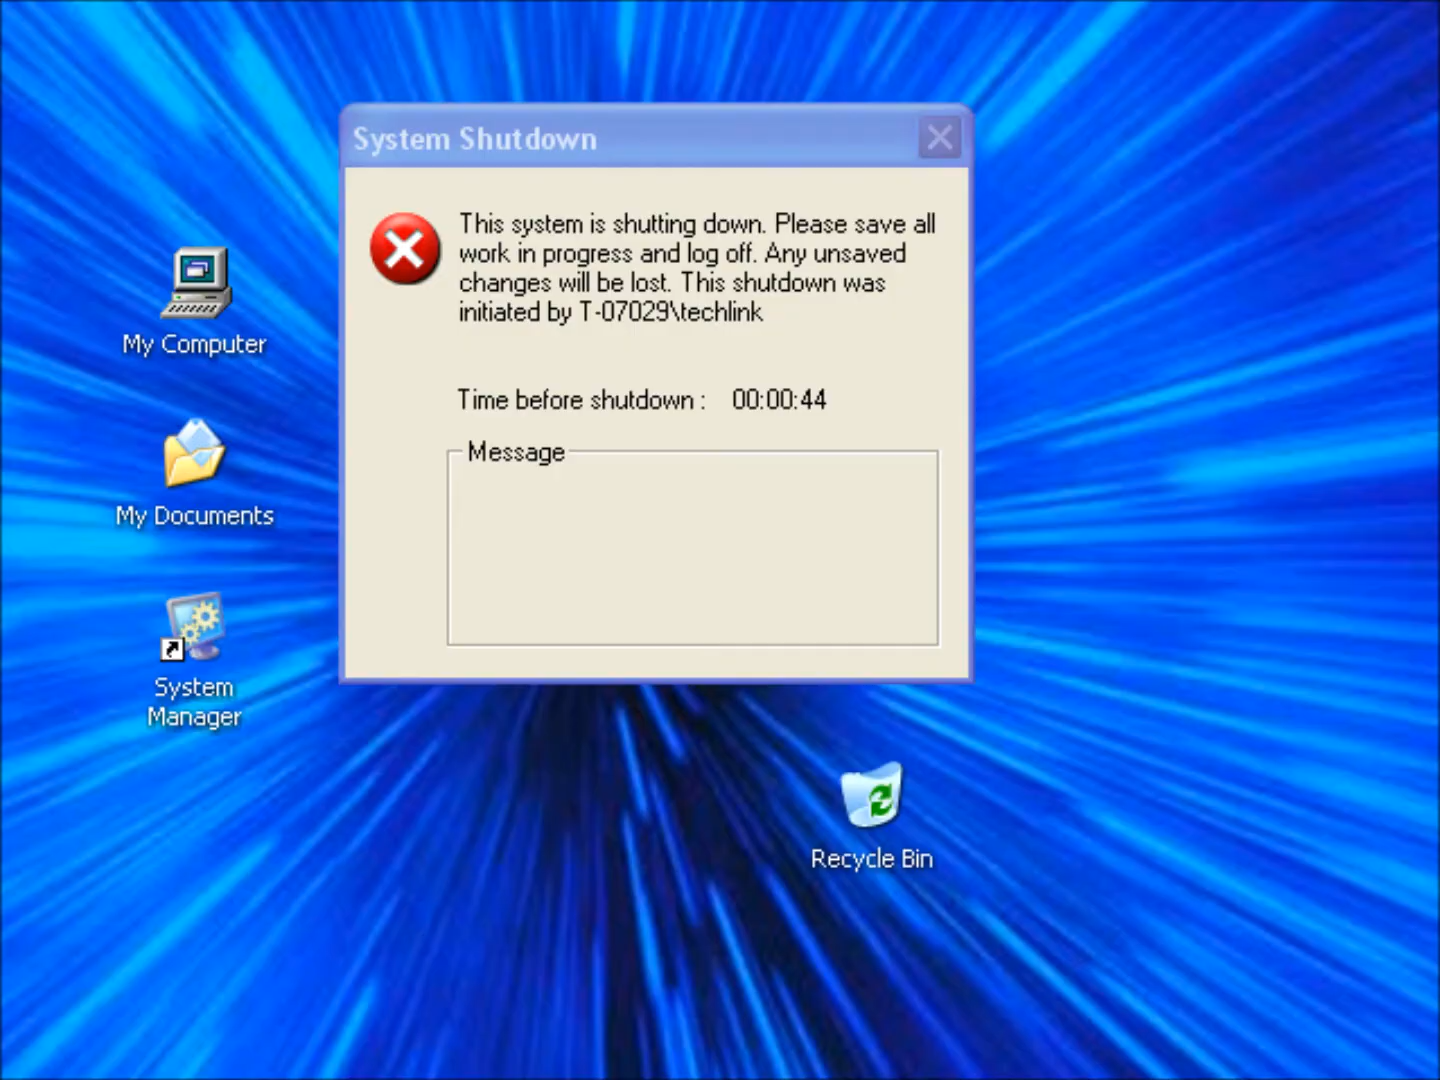 System Shutdown
This system is shutting down. Please save all
work in progress and log off. Any unsaved
changes will be lost. This shutdown was
initiated by T-07029\techlink
Time before shutdown : 00:00:44
Message
My Computer
My Documents
System
Manager
Recycle Bin